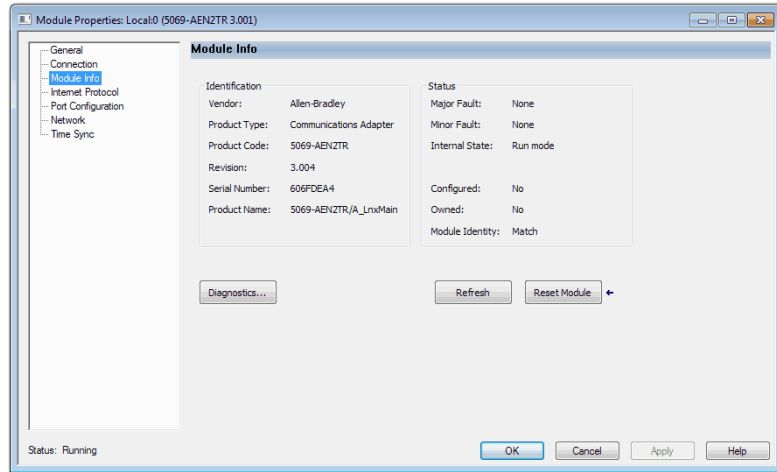 Module Properties: Local:0 (5069-AEN2TR 3.001)
General
Connection
Module Info
Internet Protocol
Port Configuration
Network
Time Sync
Module Info
Identification
Vendor: Allen-Bradley
Product Type: Communications Adapter
Product Code: 5069-AEN2TR
Revision: 3.004
Serial Number: 606FDEA4
Product Name: 5069-AEN2TR/A_LnxMain
Status
Major Fault: None
Minor Fault: None
Internal State: Run mode
Configured: No
Owned: No
Module Identity: Match
Diagnostics...
Refresh
Reset Module
Status: Running
OK
Cancel
Apply
Help